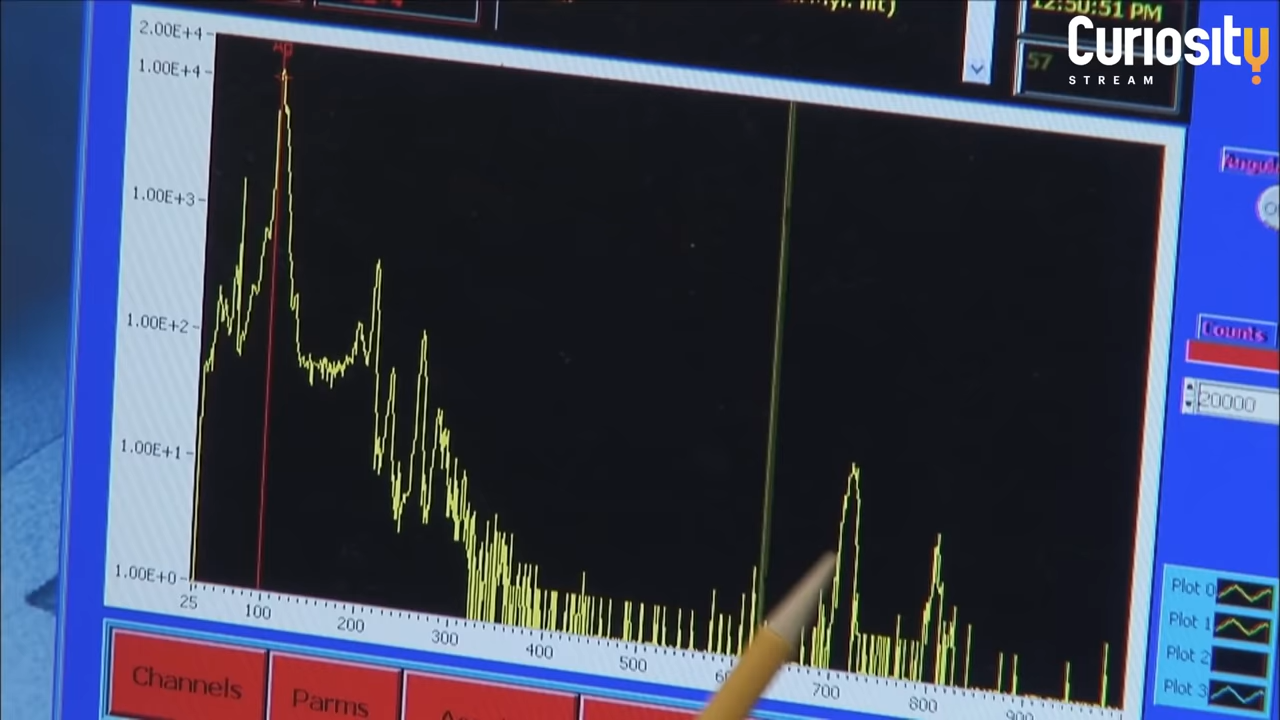 12:50:51 PM
57
Curiosity
STREAM
2.00E+4
1.00E+4
1.00E+3
1.00E+2
1.00E+1
1.00E+0
Ap
25
100
200
300
400
500
700
800
900
Counts
20000
Plot 0
Plot 1
Plot 2
Plot 3
Channels
Parms